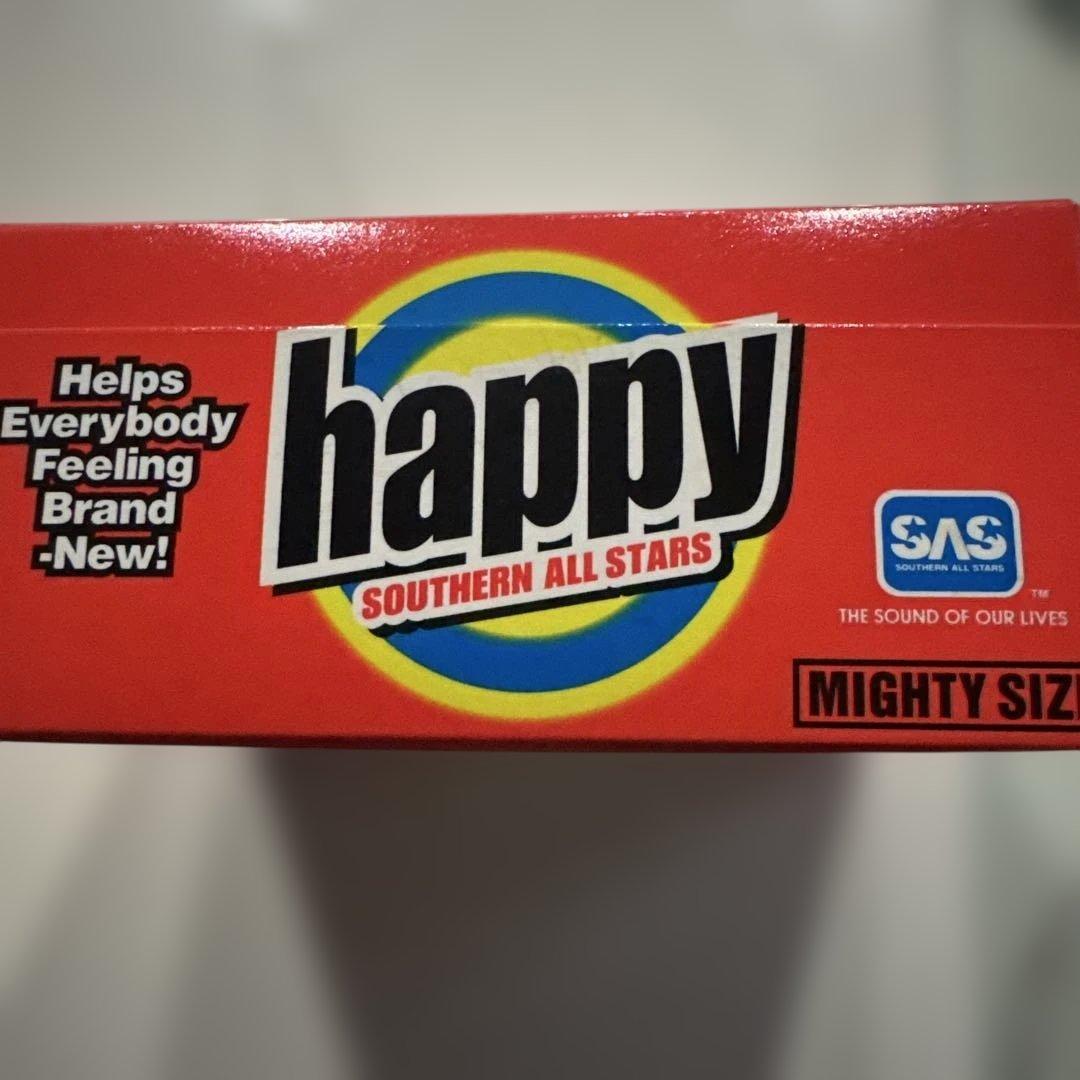 Helps
Everybody
Feeling
Brand
-New!
happy
SOUTHERN ALL STARS
SAS
SOUTHERN ALL STARS
TM
THE SOUND OF OUR LIVES
MIGHTY